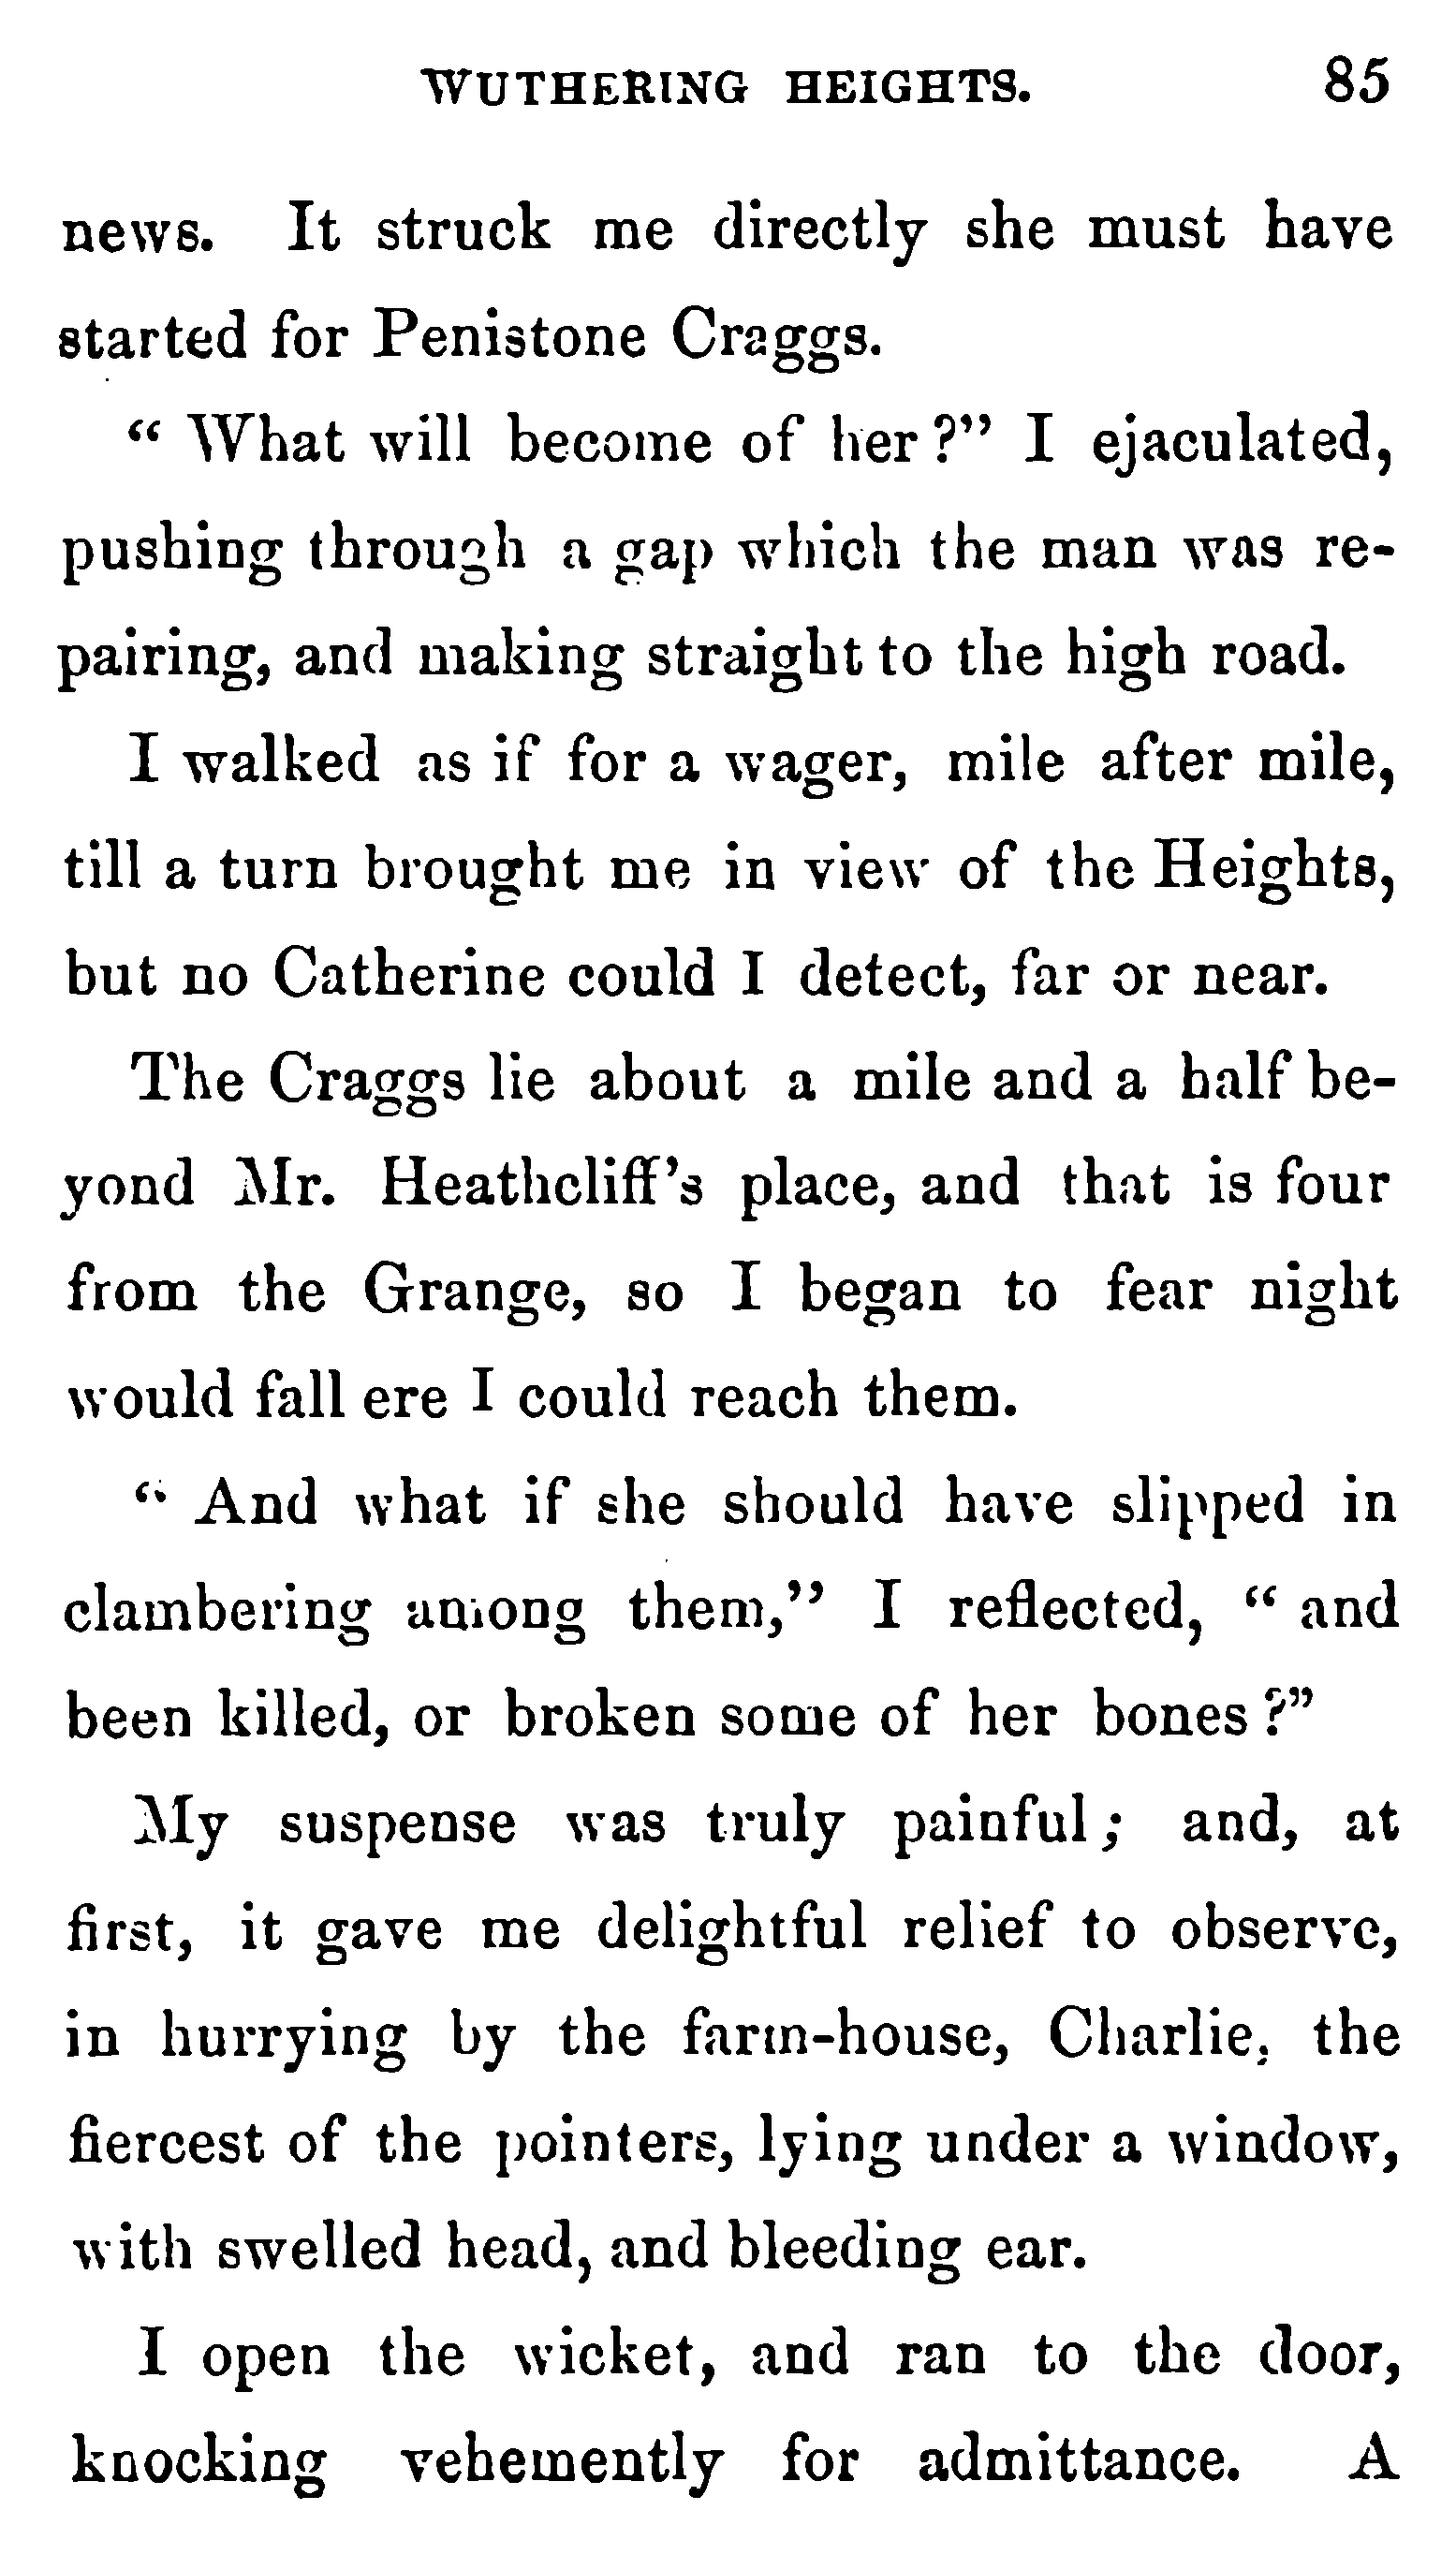 WUTHERING HEIGHTS. 85
news. It struck me directly she must have
started for Penistone Craggs.
“ What will become of her ?” I ejaculated,
pushing through a gap which the man was re-
pairing, and making straight to the high road.
I walked as if for a wager, mile after mile,
till a turn brought me in view of the Heights,
but no Catherine could I detect, far or near.
The Craggs lie about a mile and a half be-
yond Mr. Heathcliff’s place, and that is four
from the Grange, so I began to fear night
would fall ere I could reach them.
“ And what if she should have slipped in
clambering among them,” I reflected, “ and
been killed, or broken some of her bones ?”
My suspense was truly painful ; and, at
first, it gave me delightful relief to observe,
in hurrying by the farm-house, Charlie, the
fiercest of the pointers, lying under a window,
with swelled head, and bleeding ear.
I open the wicket, and ran to the door,
knocking vehemently for admittance. A